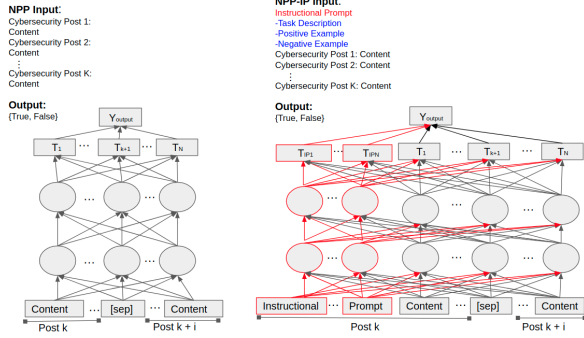 NPP Input:
Cybersecurity Post 1:
Content
Cybersecurity Post 2:
Content
⋮
Cybersecurity Post K:
Content
Output:
{True, False}
Youtput
T1 ... Tk+1 ... TN
... ...
... ...
Content ... [sep] ... Content
Post k Post k + i
NPP-IP Input:
Instructional Prompt
-Task Description
-Positive Example
-Negative Example
Cybersecurity Post 1: Content
Cybersecurity Post 2: Content
⋮
Cybersecurity Post K: Content
Output:
{True, False}
Youtput
TIP1 ... TIPN T1 ... Tk+1 ... TN
... ... ...
... ... ...
Instructional ... Prompt Content ... [sep] ... Content
Post k Post k + i